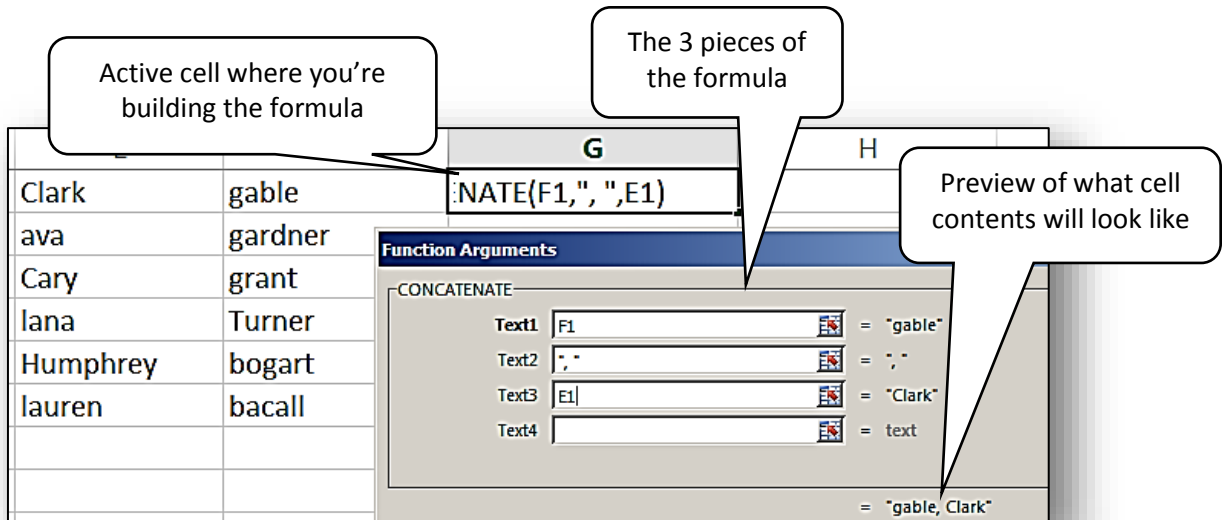 The 3 pieces of
the formula
Active cell where you’re
building the formula
G
H
Preview of what cell
contents will look like
Clark gable :NATE(F1,", ",E1)
ava gardner
Cary grant
lana Turner
Humphrey bogart
lauren bacall
Function Arguments
CONCATENATE
Text1 F1 = "gable"
Text2 ", " = ", "
Text3 E1 = "Clark"
Text4 = text
= "gable, Clark"